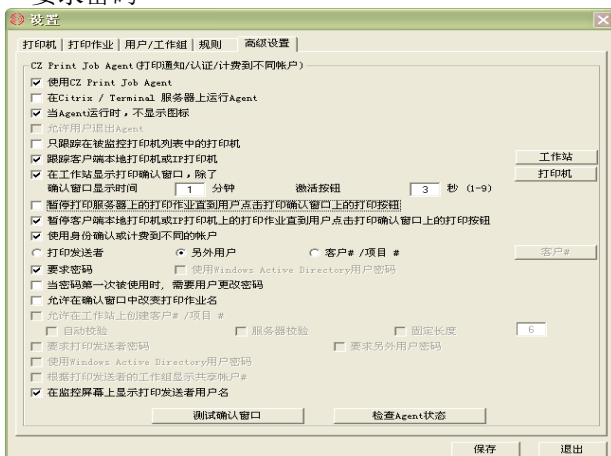 要求密码
设置
打印机 打印作业 用户/工作组 规则 高级设置
CZ Print Job Agent(打印通知/认证/计费到不同帐户)
使用CZ Print Job Agent
在Citrix / Terminal 服务器上运行Agent
当Agent运行时，不显示图标
允许用户退出Agent
只跟踪在被监控打印机列表中的打印机
跟踪客户端本地打印机或IP打印机 工作站
在工作站显示打印确认窗口，除了 打印机
确认窗口显示时间 1 分钟 激活按钮 3 秒 (1-9)
暂停打印服务器上的打印作业直到用户点击打印确认窗口上的打印按钮
暂停客户端本地打印机或IP打印机上的打印作业直到用户点击打印确认窗口上的打印按钮
使用身份确认或计费到不同的帐户
打印发送者 另外用户 客户# /项目 # 客户#
要求密码 使用Windows Active Directory用户密码
当密码第一次被使用时，需要用户更改密码
允许在确认窗口中改变打印作业名
允许在工作站上创建客户# /项目 #
自动校验 服务器校验 固定长度 6
要求打印发送者密码 要求另外用户密码
使用Windows Active Directory用户密码
根据打印发送者的工作组显示共享帐户#
在监控屏幕上显示打印发送者用户名
测试确认窗口 检查Agent状态
保存 退出